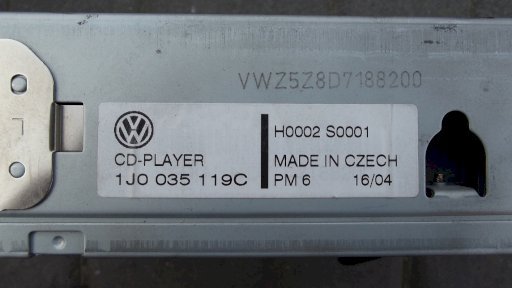 VWZ5Z8D7188200
H0002 S0001
CD-PLAYER
MADE IN CZECH
1J0 035 119C
PM 6 16/04